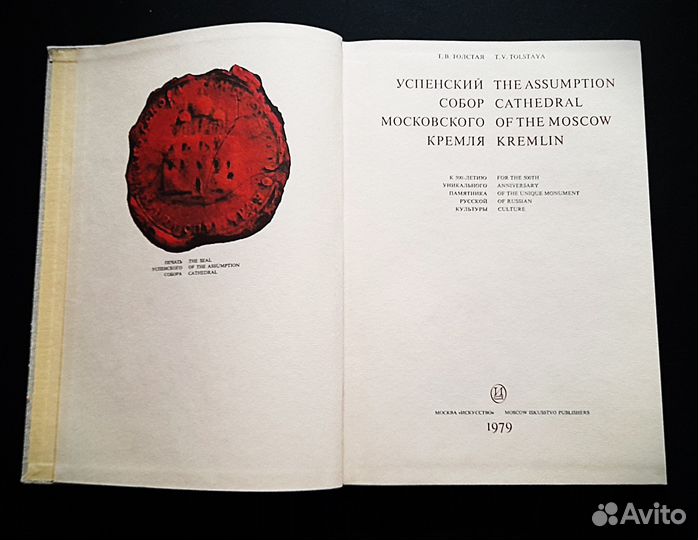 ПЕЧАТЬ THE SEAL
УСПЕНСКОГО OF THE ASSUMPTION
СОБОРА CATHEDRAL
Т. В. ТОЛСТАЯ T. V. TOLSTAYA
УСПЕНСКИЙ THE ASSUMPTION
СОБОР CATHEDRAL
МОСКОВСКОГО OF THE MOSCOW
КРЕМЛЯ KREMLIN
К 500-ЛЕТИЮ FOR THE 500TH
УНИКАЛЬНОГО ANNIVERSARY
ПАМЯТНИКА OF THE UNIQUE MONUMENT
РУССКОЙ OF RUSSIAN
КУЛЬТУРЫ CULTURE
МОСКВА «ИСКУССТВО» MOSCOW ISKUSSTVO PUBLISHERS
1979
Avito